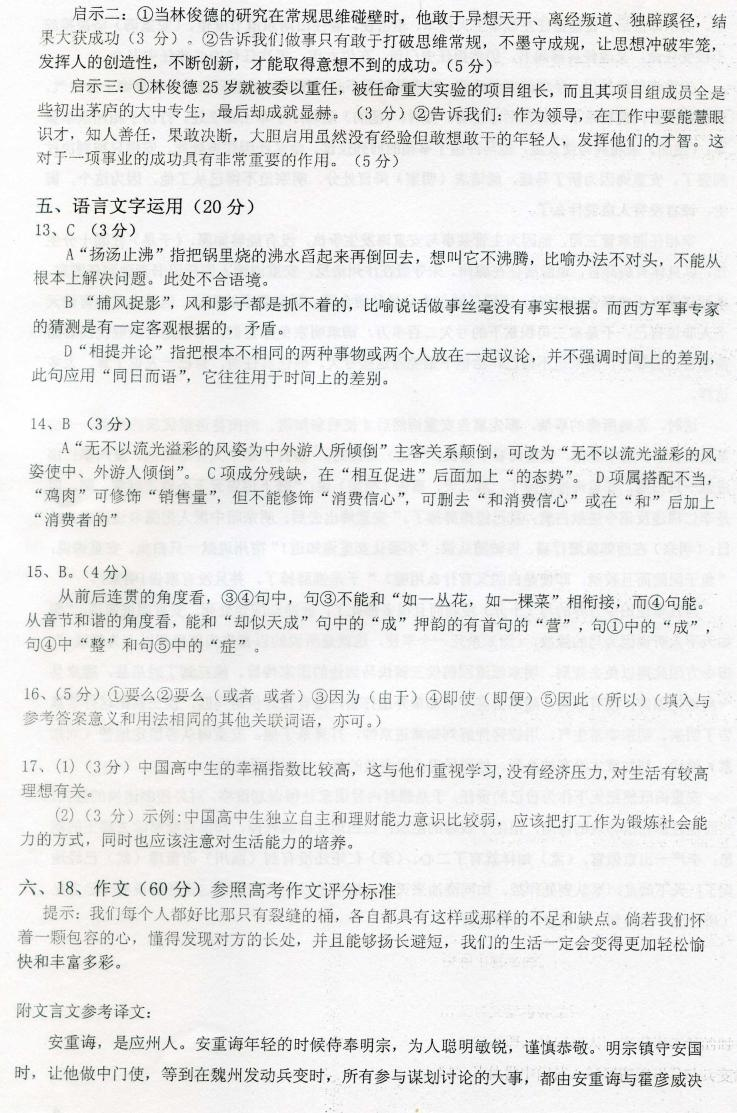 启示二：①当林俊德的研究在常规思维碰壁时，他敢于异想天开、离经叛道、独辟蹊径，结
果大获成功（3 分）。②告诉我们做事只有敢于打破思维常规，不墨守成规，让思想冲破牢笼，
发挥人的创造性，不断创新，才能取得意想不到的成功。（5 分）
启示三：①林俊德 25 岁就被委以重任，被任命重大实验的项目组长，而且其项目组成员全是
些初出茅庐的大中专生，最后却成就显赫。（3 分）②告诉我们：作为领导，在工作中要能慧眼
识才，知人善任，果敢决断，大胆启用虽然没有经验但敢想敢干的年轻人，发挥他们的才智。这
对于一项事业的成功具有非常重要的作用。（5 分）
五、语言文字运用（20 分）
13、C （3 分）
A“扬汤止沸”指把锅里烧的沸水舀起来再倒回去，想叫它不沸腾，比喻办法不对头，不能从
根本上解决问题。此处不合语境。
B “捕风捉影”，风和影子都是抓不着的，比喻说话做事丝毫没有事实根据。而西方军事专家
的猜测是有一定客观根据的，矛盾。
D“相提并论”指把根本不相同的两种事物或两个人放在一起议论，并不强调时间上的差别，
此句应用“同日而语”，它往往用于时间上的差别。
14、B （3 分）
A“无不以流光溢彩的风姿为中外游人所倾倒”主客关系颠倒，可改为“无不以流光溢彩的风
姿使中、外游人倾倒”。 C 项成分残缺，在“相互促进”后面加上“的态势”。 D 项属搭配不当，
“鸡肉”可修饰“销售量”，但不能修饰“消费信心”，可删去“和消费信心”或在“和”后加上
“消费者的”
15、B。（4 分）
从前后连贯的角度看，③④句中，句③不能和“如一丛花，如一棵菜”相衔接，而④句能。
从音节和谐的角度看，能和“却似天成”句中的“成”押韵的有首句的“营”，句①中的“成”，
句④中“整”和句⑤中的“症”。
16、（5 分）①要么②要么（或者 或者）③因为（由于）④即使（即便）⑤因此（所以）（填入与
参考答案意义和用法相同的其他关联词语，亦可。）
17、(1)（3 分）中国高中生的幸福指数比较高，这与他们重视学习,没有经济压力,对生活有较高
理想有关。
(2)（3 分）示例:中国高中生独立自主和理财能力意识比较弱，应该把打工作为锻炼社会能
力的方式，同时也应该注意对生活能力的培养。
六、18、作文（60 分）参照高考作文评分标准
提示：我们每个人都好比那只有裂缝的桶，各自都具有这样或那样的不足和缺点。倘若我们怀
着一颗包容的心，懂得发现对方的长处，并且能够扬长避短，我们的生活一定会变得更加轻松愉
快和丰富多彩。
附文言文参考译文：
安重诲，是应州人。安重诲年轻的时候侍奉明宗，为人聪明敏锐，谨慎恭敬。明宗镇守安国
时，让他做中门使，等到在魏州发动兵变时，所有参与谋划讨论的大事，都由安重诲与霍彦威决